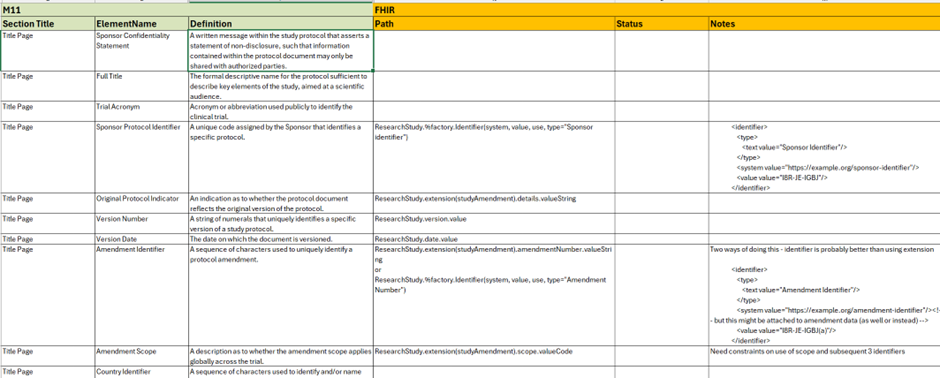 M11 FHIR
Section Title ElementName Definition Path Status Notes
Title Page Sponsor Confidentiality A written message within the study protocol that asserts a
Statement statement of non-disclosure, such that information
contained within the protocol document may only be
shared with authorized parties.
Title Page Full Title The formal descriptive name for the protocol sufficient to
describe key elements of the study, aimed at a scientific
audience.
Title Page Trial Acronym Acronym or abbreviation used publicly to identify the
clinical trial.
Title Page Sponsor Protocol Identifier A unique code assigned by the Sponsor that identifies a ResearchStudy.%factory.Identifier(system, value, use, type="Sponsor <identifier>
specific protocol. identifier") <type>
<text value="Sponsor Identifier"/>
</type>
<system value="https://example.org/sponsor-identifier"/>
<value value="I8R-JE-IGBJ"/>
</identifier>
Title Page Original Protocol Indicator An indication as to whether the protocol document ResearchStudy.extension(studyAmendment).details.valueString
reflects the original version of the protocol.
Title Page Version Number A string of numerals that uniquely identifies a specific ResearchStudy.version.value
version of a study protocol.
Title Page Version Date The date on which the document is versioned. ResearchStudy.date.value
Title Page Amendment Identifier A sequence of characters used to uniquely identify a ResearchStudy.extension(studyAmendment).amendmentNumber.valueStri Two ways of doing this - identifier is probably better than using extension
protocol amendment. ng
or <identifier>
ResearchStudy.%factory.Identifier(system, value, use, type="Amendment <type>
Number") <text value="Amendment Identifier"/>
</type>
<system value="https://example.org/amendment-identifier"/><!-
- but this might be attached to amendment data (as well or instead) -->
<value value="I8R-JE-IGBJ(a)"/>
</identifier>
Title Page Amendment Scope A description as to whether the amendment scope applies ResearchStudy.extension(studyAmendment).scope.valueCode Need constraints on use of scope and subsequent 3 identifiers
globally across the trial.
Title Page Country Identifier A sequence of characters used to identify and/or name